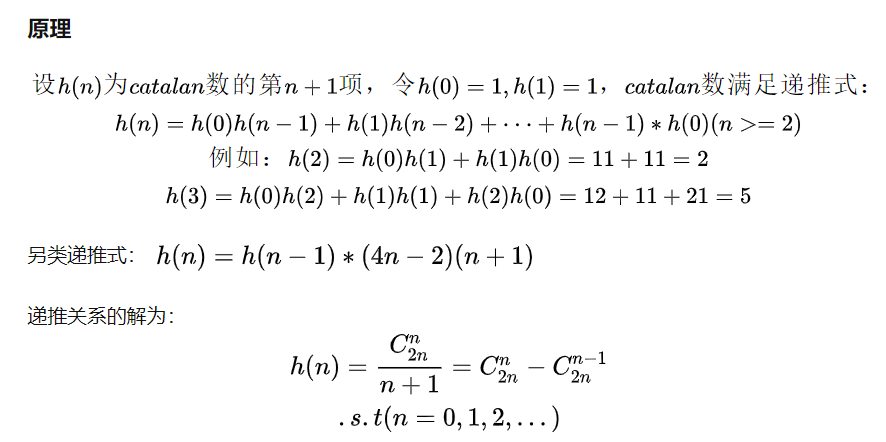 原理
设h(n)为catalan数的第n + 1项，令h(0) = 1, h(1) = 1，catalan数满足递推式：
h(n) = h(0)h(n − 1) + h(1)h(n − 2) + ··· + h(n − 1) ∗ h(0)(n >= 2)
例如：h(2) = h(0)h(1) + h(1)h(0) = 11 + 11 = 2
h(3) = h(0)h(2) + h(1)h(1) + h(2)h(0) = 12 + 11 + 21 = 5
另类递推式： h(n) = h(n − 1) ∗ (4n − 2)(n + 1)
递推关系的解为：
h(n) = \frac{C_{2n}^{n}}{n + 1} = C_{2n}^{n} − C_{2n}^{n−1}
.s.t(n = 0, 1, 2, …)